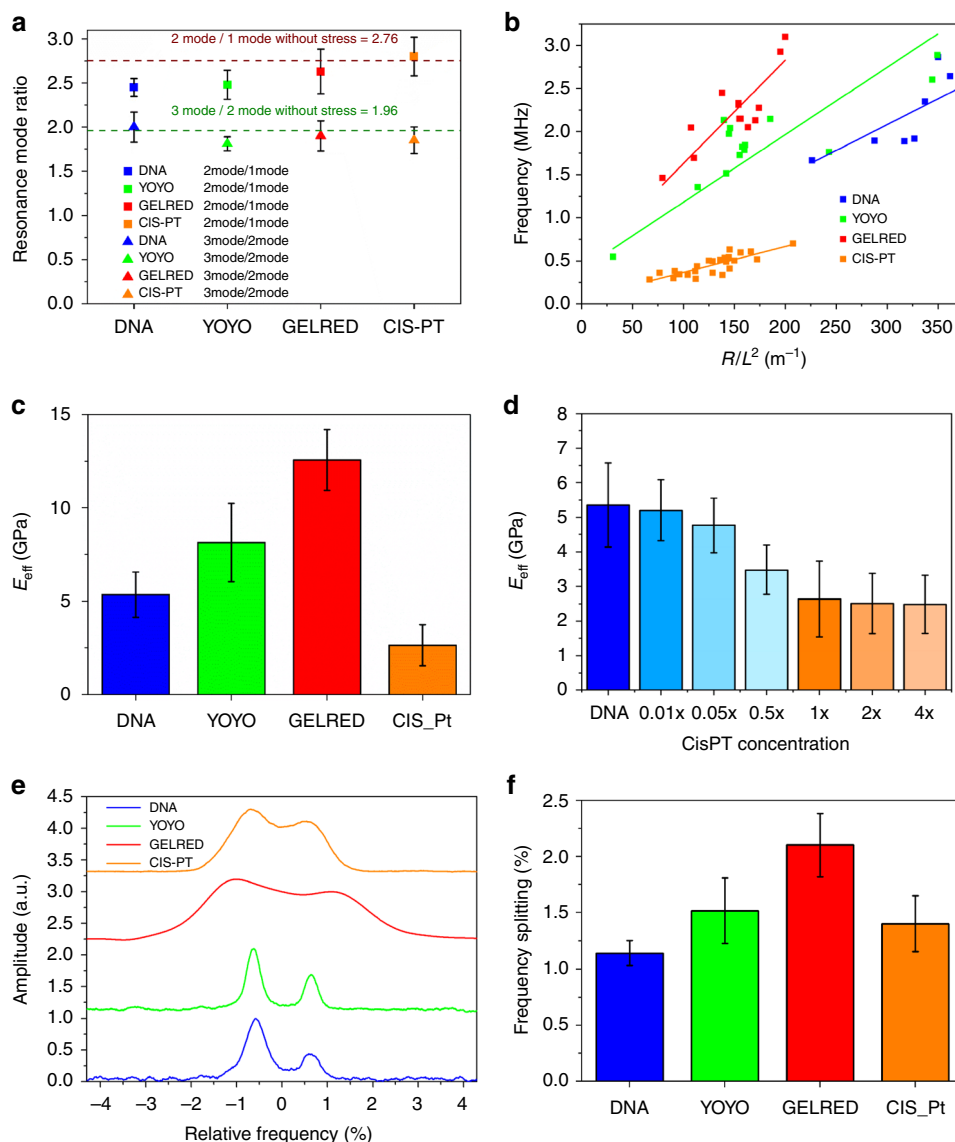 a
3.0
2.5
2.0
1.5
1.0
0.5
0.0
Resonance mode ratio
2 mode / 1 mode without stress = 2.76
3 mode / 2 mode without stress = 1.96
DNA 2mode/1mode
YOYO 2mode/1mode
GELRED 2mode/1mode
CIS-PT 2mode/1mode
DNA 3mode/2mode
YOYO 3mode/2mode
GELRED 3mode/2mode
CIS-PT 3mode/2mode
DNA YOYO GELRED CIS-PT
b
3.0
2.5
2.0
1.5
1.0
0.5
0.0
Frequency (MHz)
DNA
YOYO
GELRED
CIS-PT
0 50 100 150 200 250 300 350
R/L² (m⁻¹)
c
15
10
5
0
E_eff (GPa)
DNA YOYO GELRED CIS_Pt
d
8
7
6
5
4
3
2
1
0
E_eff (GPa)
DNA 0.01x 0.05x 0.5x 1x 2x 4x
CisPT concentration
e
4.5
4.0
3.5
3.0
2.5
2.0
1.5
1.0
0.5
0.0
Amplitude (a.u.)
DNA
YOYO
GELRED
CIS-PT
−4 −3 −2 −1 0 1 2 3 4
Relative frequency (%)
f
2.5
2.0
1.5
1.0
0.5
0.0
Frequency splitting (%)
DNA YOYO GELRED CIS_Pt